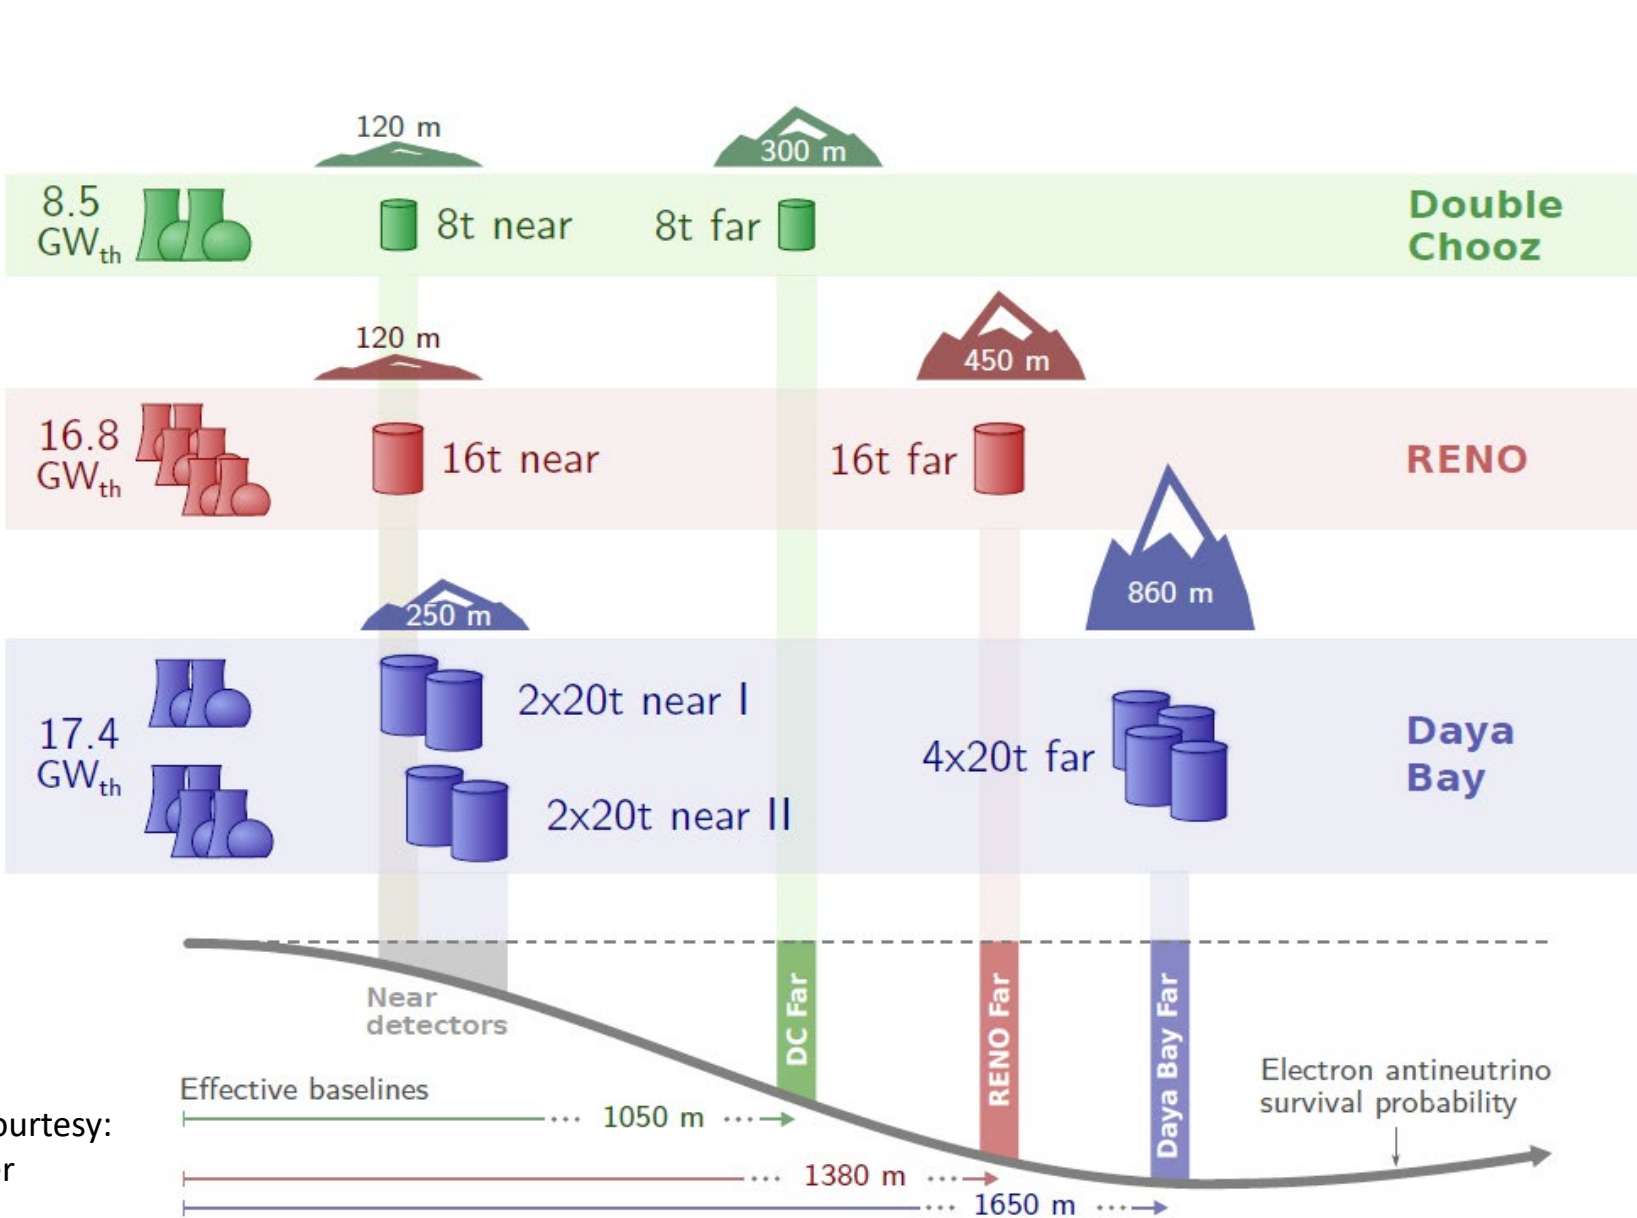 120 m
300 m
8.5
GWth
8t near
8t far
Double
Chooz
120 m
450 m
16.8
GWth
16t near
16t far
RENO
250 m
860 m
17.4
GWth
2x20t near I
2x20t near II
4x20t far
Daya
Bay
Near
detectors
DC Far
RENO Far
Daya Bay Far
Electron antineutrino
survival probability
Effective baselines
··· 1050 m ···
··· 1380 m ···
··· 1650 m ···
ourtesy:
r